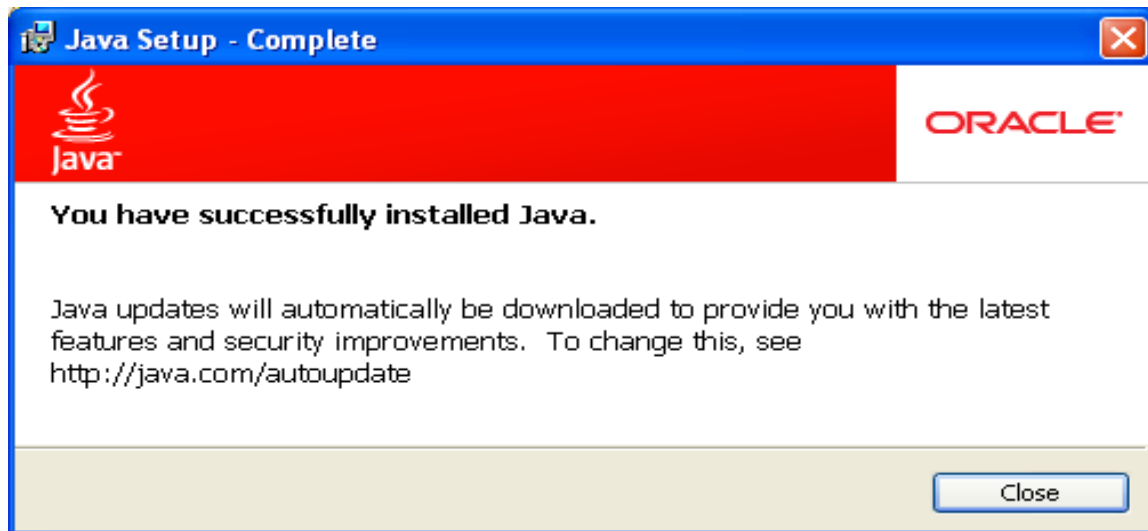 Java Setup - Complete
Java™
ORACLE®
You have successfully installed Java.
Java updates will automatically be downloaded to provide you with the latest
features and security improvements.  To change this, see
http://java.com/autoupdate
Close